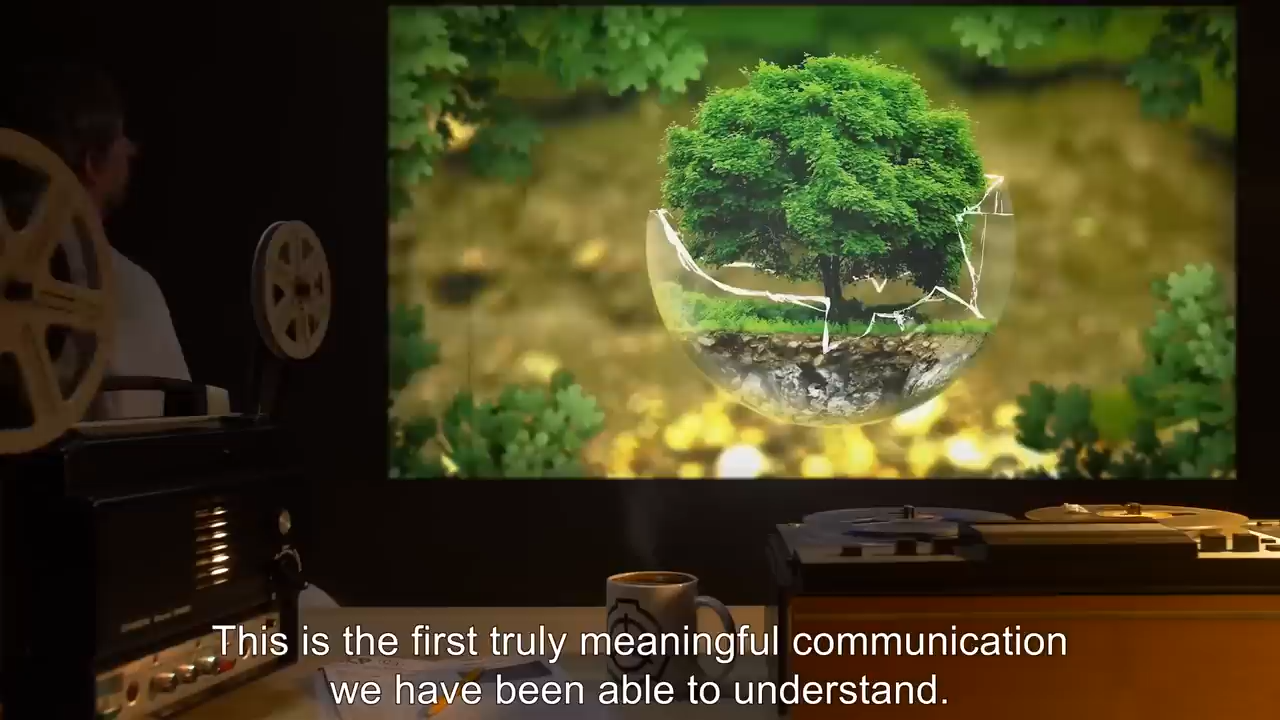 This is the first truly meaningful communication
we have been able to understand.